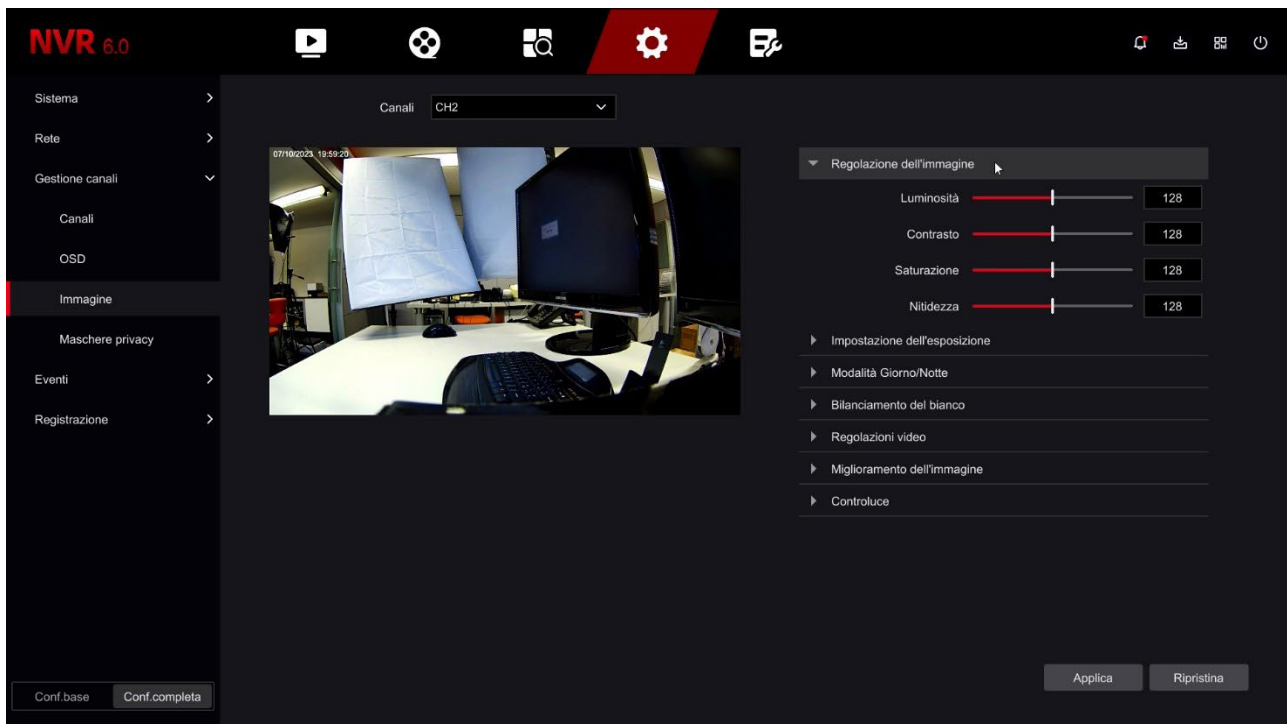 NVR 6.0
Sistema
Rete
Gestione canali
Canali
OSD
Immagine
Maschere privacy
Eventi
Registrazione
Conf.base Conf.completa
Canali CH2
07/10/2023 19:59:20
Regolazione dell'immagine
Luminosità 128
Contrasto 128
Saturazione 128
Nitidezza 128
Impostazione dell'esposizione
Modalità Giorno/Notte
Bilanciamento del bianco
Regolazioni video
Miglioramento dell'immagine
Controluce
Applica Ripristina